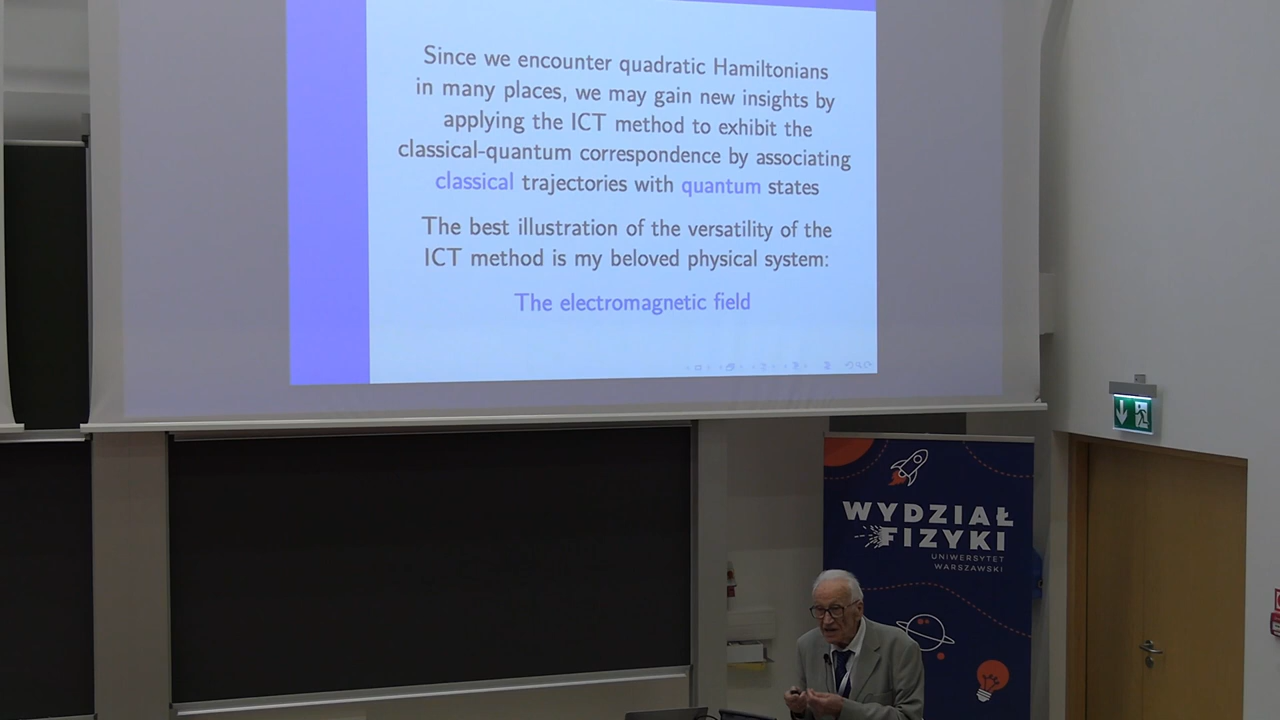 Since we encounter quadratic Hamiltonians
in many places, we may gain new insights by
applying the ICT method to exhibit the
classical-quantum correspondence by associating
classical trajectories with quantum states
The best illustration of the versatility of the
ICT method is my beloved physical system:
The electromagnetic field
WYDZIAŁ
FIZYKI
UNIWERSYTET
WARSZAWSKI